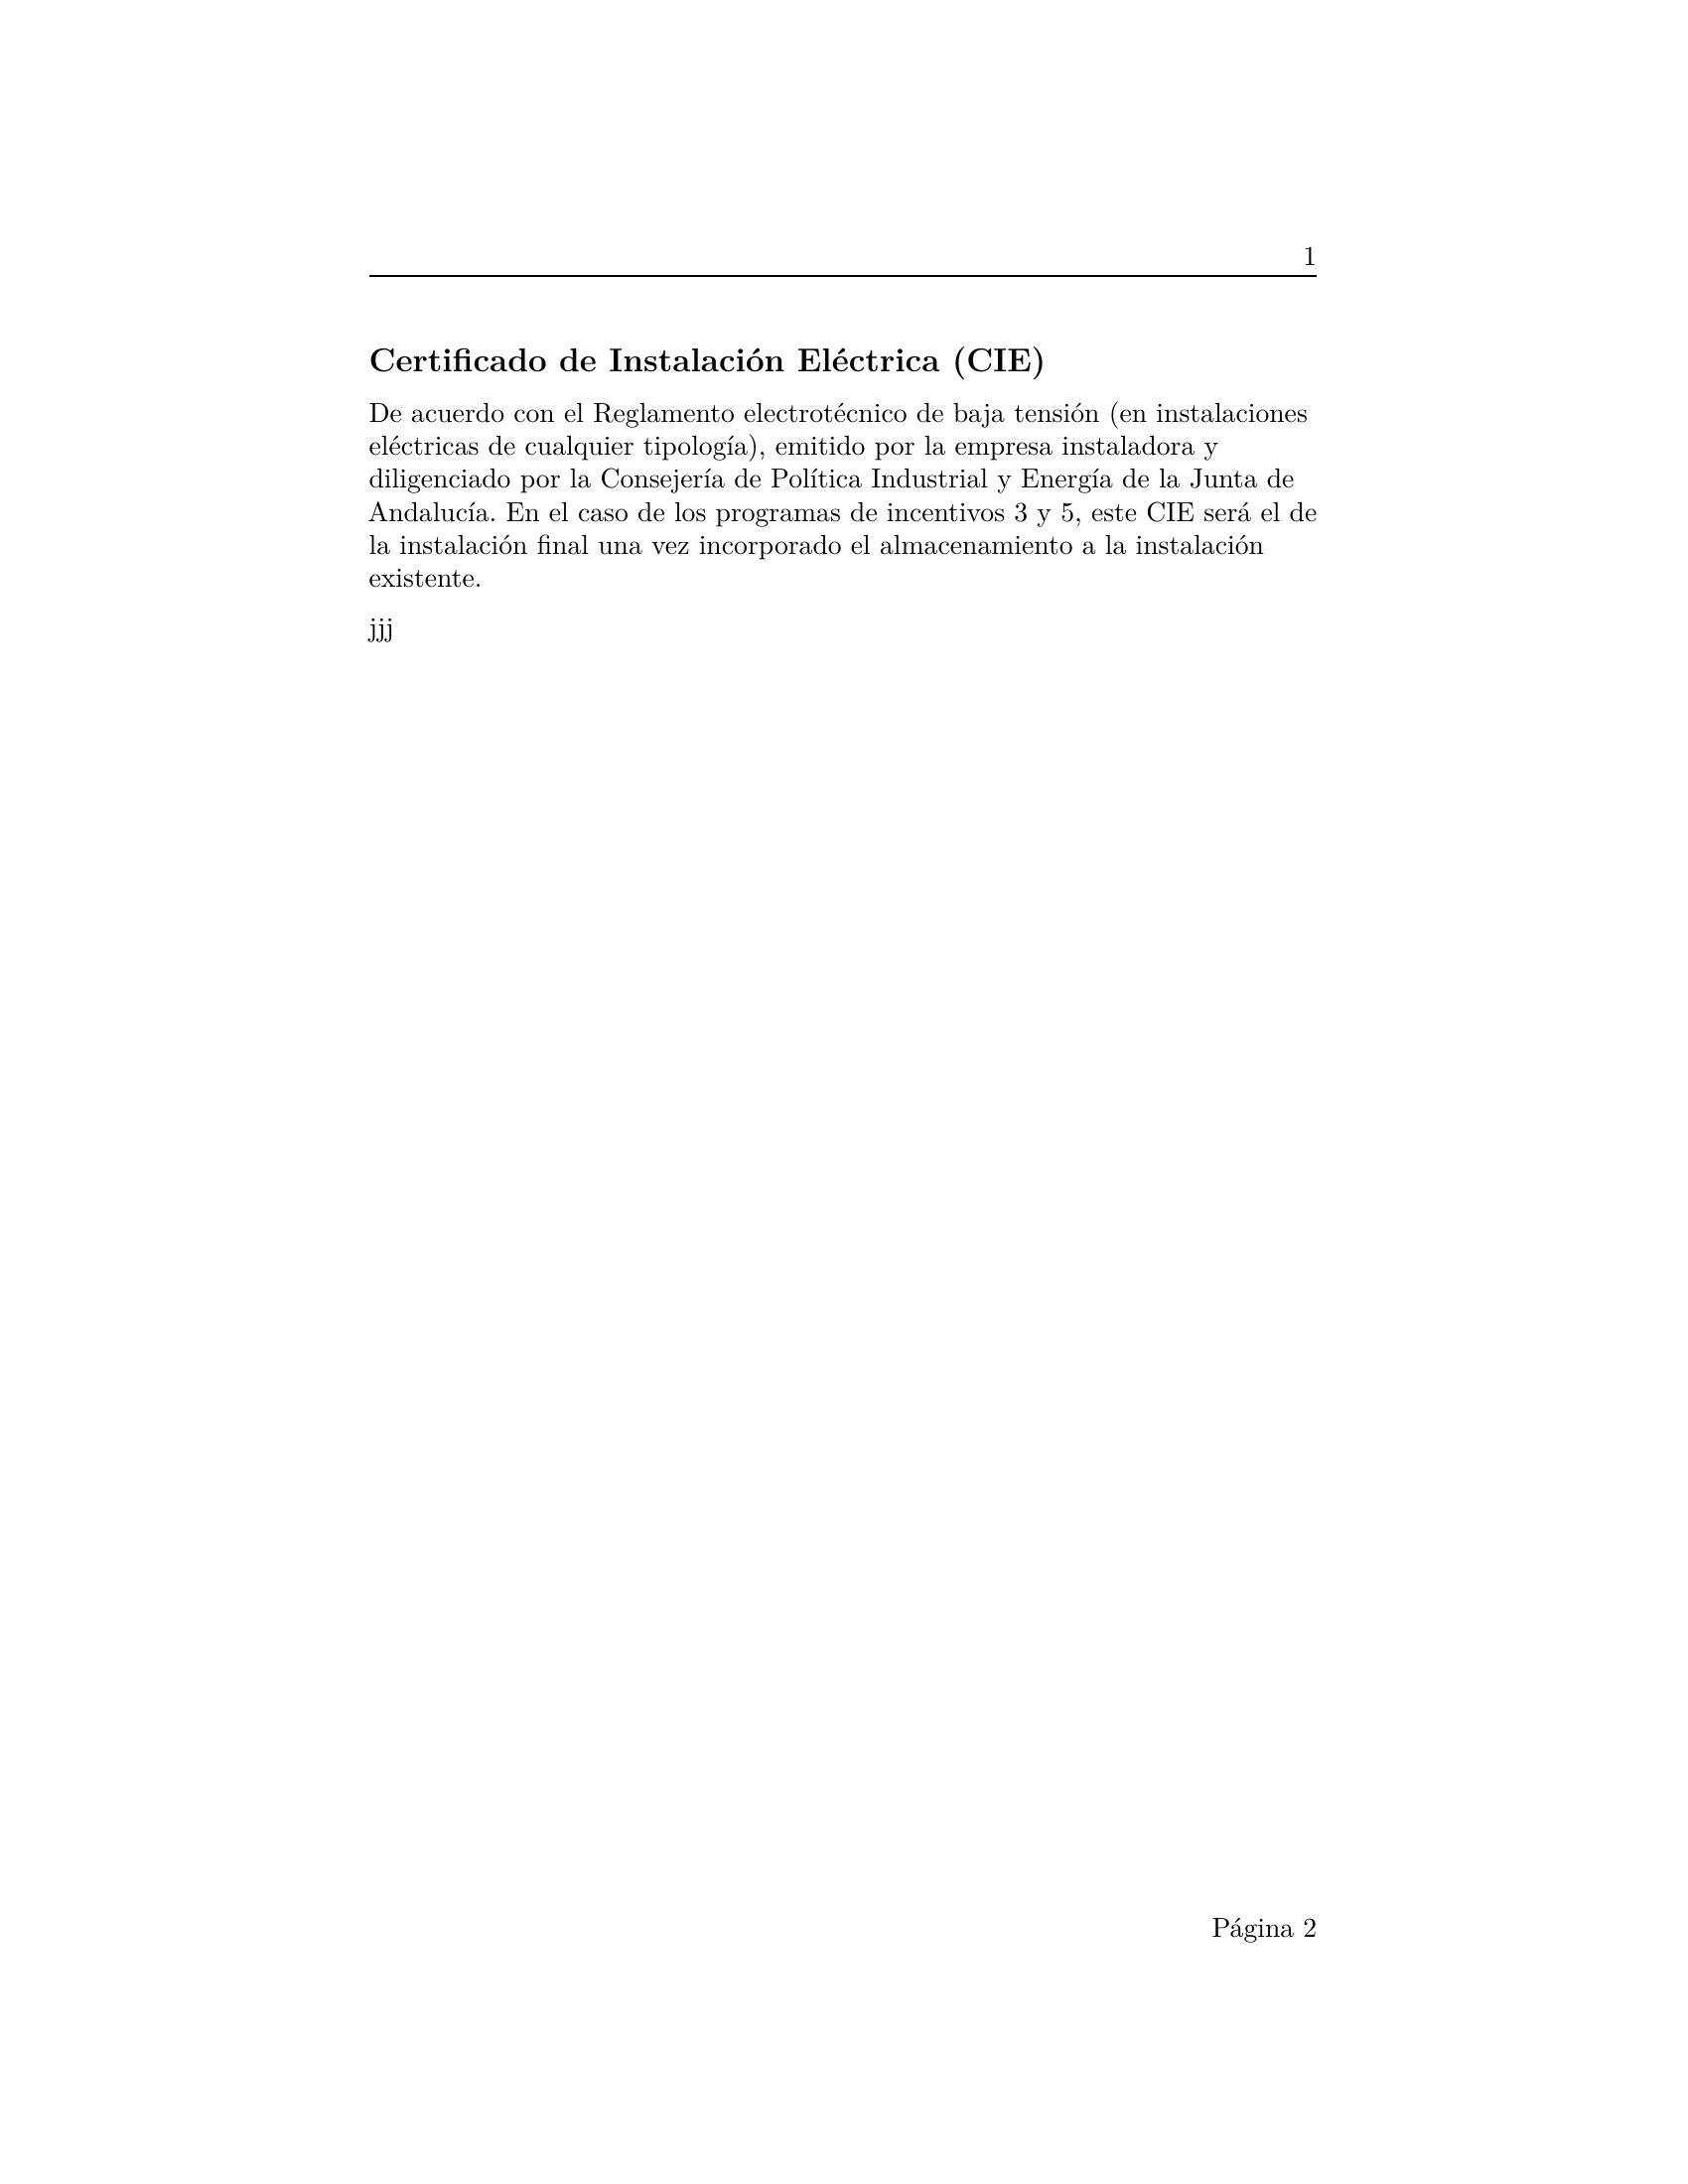 1
Certificado de Instalación Eléctrica (CIE)
De acuerdo con el Reglamento electrotécnico de baja tensión (en instalaciones
eléctricas de cualquier tipología), emitido por la empresa instaladora y
diligenciado por la Consejería de Política Industrial y Energía de la Junta de
Andalucía. En el caso de los programas de incentivos 3 y 5, este CIE será el de
la instalación final una vez incorporado el almacenamiento a la instalación
existente.
jjj
Página 2